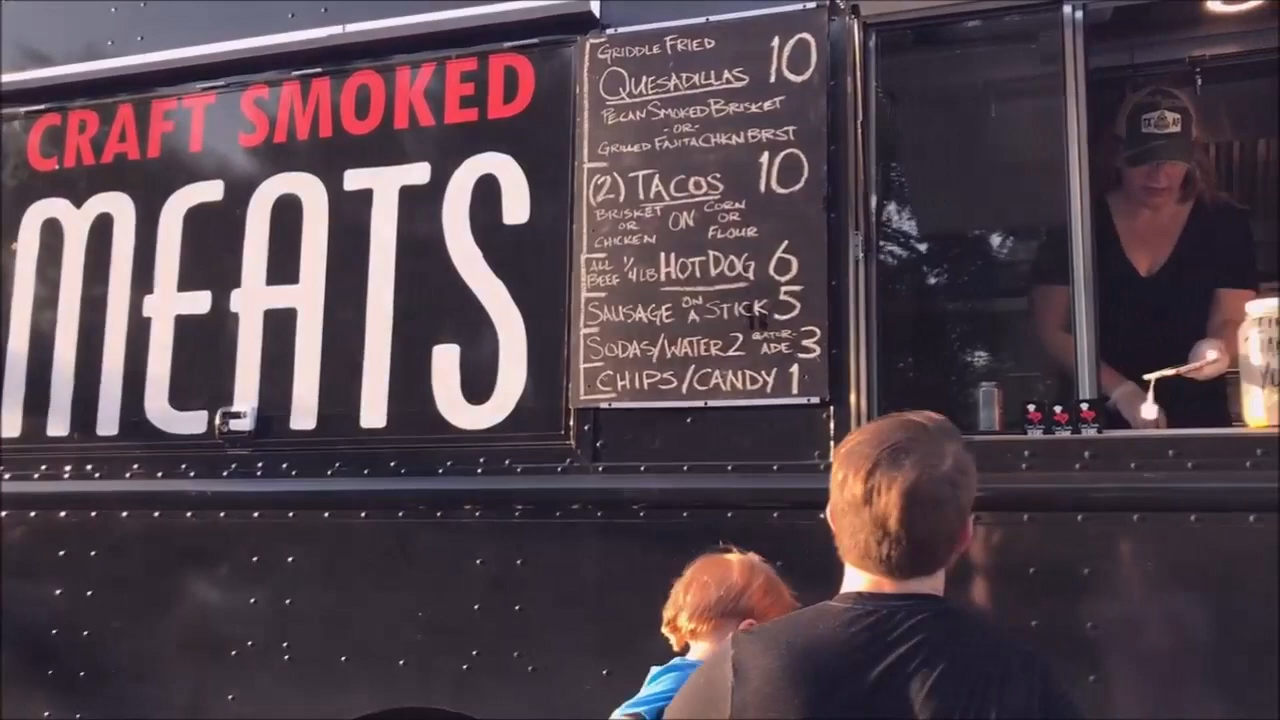 CRAFT SMOKED
MEATS
GRIDDLE FRIED
QUESADILLAS 10
PECAN SMOKED BRISKET
-OR-
GRILLED FAJITA CHKN BRST
(2) TACOS 10
BRISKET OR CHICKEN ON CORN OR FLOUR
ALL BEEF 1/4 LB HOT DOG 6
SAUSAGE ON A STICK 5
SODAS/WATER 2 GATOR-ADE 3
CHIPS/CANDY 1